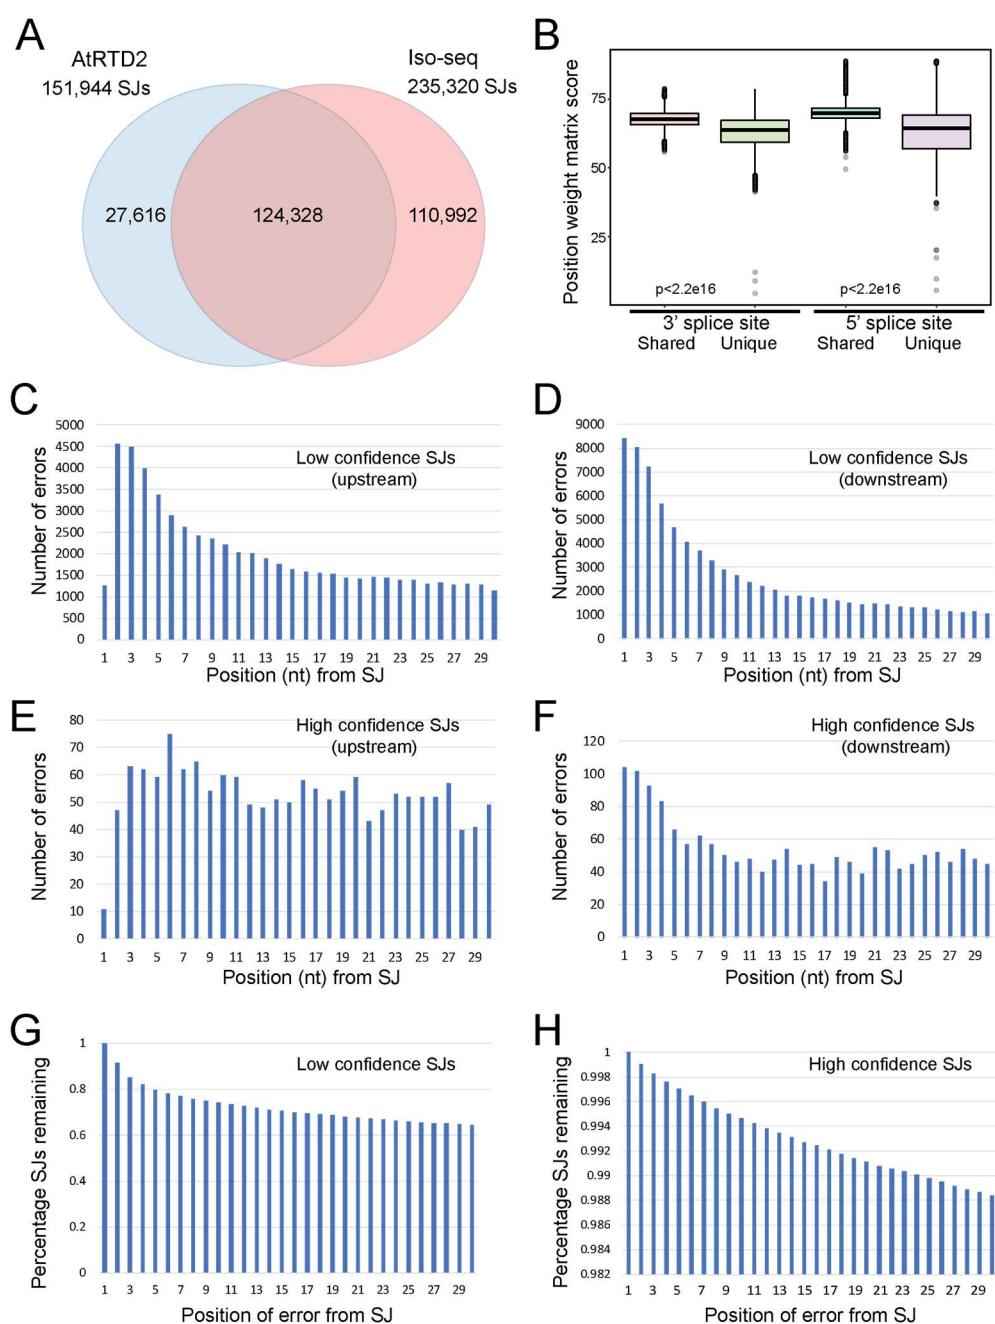 A
AtRTD2
151,944 SJs
Iso-seq
235,320 SJs
27,616
124,328
110,992
B
Position weight matrix score
75
50
25
p<2.2e16
p<2.2e16
3' splice site
5' splice site
Shared
Unique
Shared
Unique
C
Number of errors
5000
4500
4000
3500
3000
2500
2000
1500
1000
500
0
Low confidence SJs
(upstream)
1 3 5 7 9 11 13 15 17 19 21 23 25 27 29
Position (nt) from SJ
D
Number of errors
9000
8000
7000
6000
5000
4000
3000
2000
1000
0
Low confidence SJs
(downstream)
1 3 5 7 9 11 13 15 17 19 21 23 25 27 29
Position (nt) from SJ
E
Number of errors
80
70
60
50
40
30
20
10
0
High confidence SJs
(upstream)
1 3 5 7 9 11 13 15 17 19 21 23 25 27 29
Position (nt) from SJ
F
Number of errors
120
100
80
60
40
20
0
High confidence SJs
(downstream)
1 3 5 7 9 11 13 15 17 19 21 23 25 27 29
Position (nt) from SJ
G
Percentage SJs remaining
1
0.8
0.6
0.4
0.2
0
Low confidence SJs
1 3 5 7 9 11 13 15 17 19 21 23 25 27 29
Position of error from SJ
H
Percentage SJs remaining
1
0.998
0.996
0.994
0.992
0.99
0.988
0.986
0.984
0.982
High confidence SJs
1 3 5 7 9 11 13 15 17 19 21 23 25 27 29
Position of error from SJ